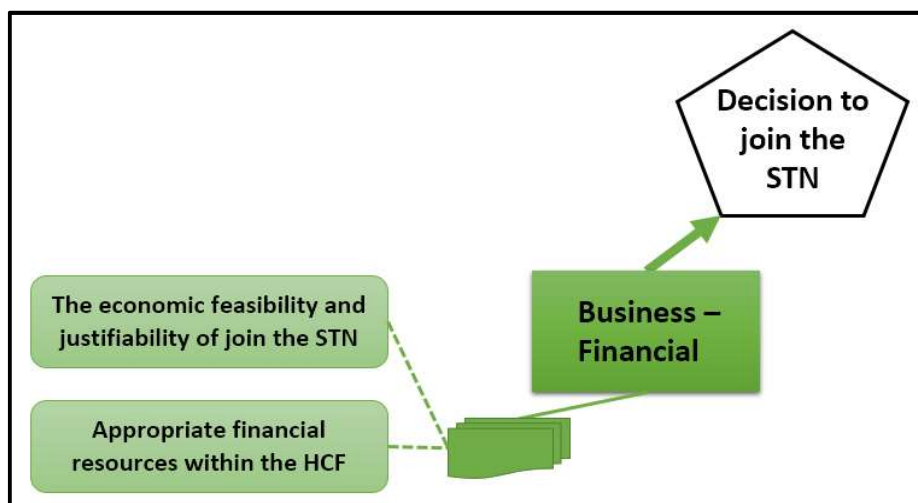 Decision to
join the
STN
The economic feasibility and
justifiability of join the STN
Business –
Financial
Appropriate financial
resources within the HCF